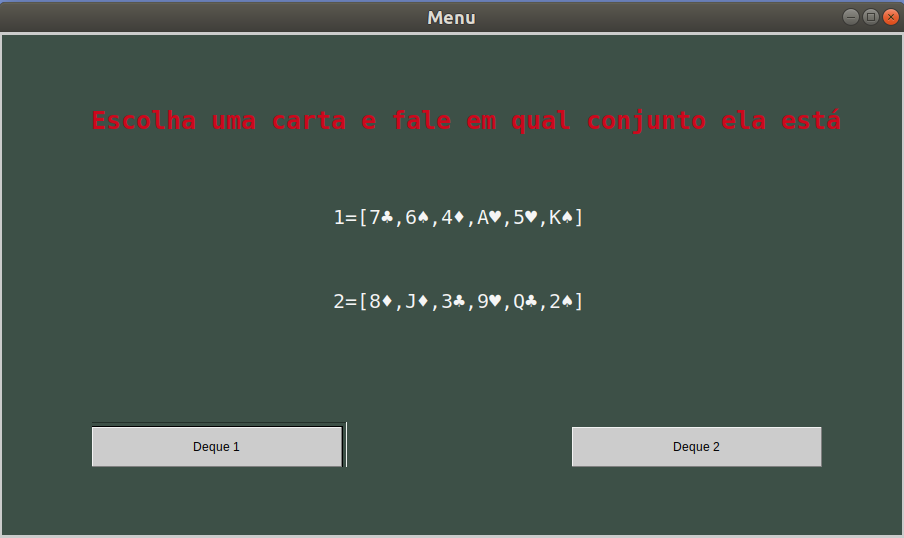 Menu
Escolha uma carta e fale em qual conjunto ela está
1=[7♣,6♠,4♦,A♥,5♥,K♠]
2=[8♦,J♦,3♣,9♥,Q♣,2♠]
Deque 1
Deque 2